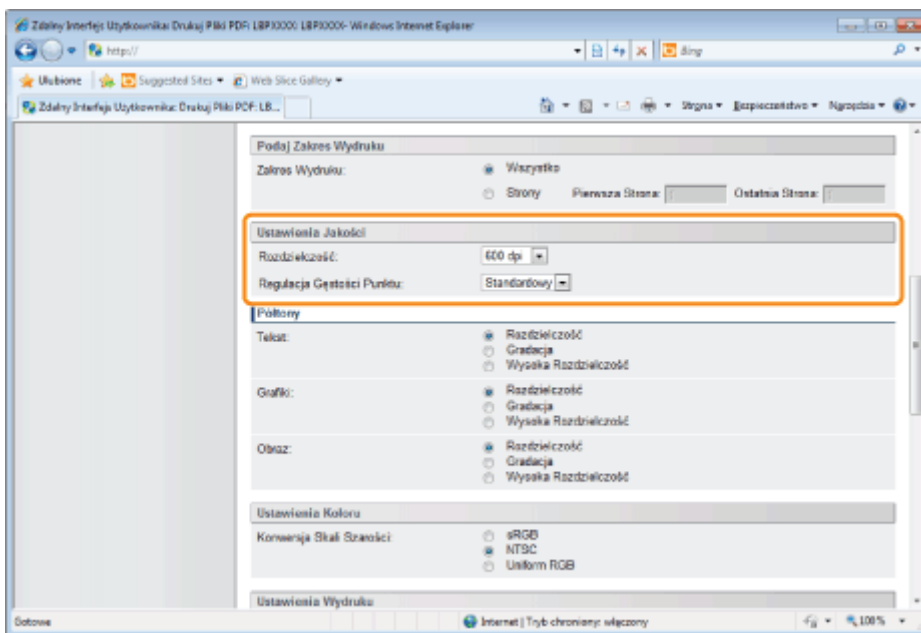 Zdalny Interfejs Użytkownika: Drukuj Pliki PDF: LBPXXXX: LBPXXXX - Windows Internet Explorer
http://
Bing
Ulubione Suggested Sites Web Slice Gallery
Zdalny Interfejs Użytkownika: Drukuj Pliki PDF: LB... Strona Bezpieczeństwo Narzędzia
Podaj Zakres Wydruku
Zakres Wydruku: Wszystko
Strony Pierwsza Strona: Ostatnia Strona:
Ustawienia Jakości
Rozdzielczość: 600 dpi
Regulacja Gęstości Punktu: Standardowy
Półtony
Tekst: Rozdzielczość
Gradacja
Wysoka Rozdzielczość
Grafiki: Rozdzielczość
Gradacja
Wysoka Rozdzielczość
Obraz: Rozdzielczość
Gradacja
Wysoka Rozdzielczość
Ustawienia Koloru
Konwersja Skali Szarości: sRGB
NTSC
Uniform RGB
Ustawienia Wydruku
Gotowe Internet | Tryb chroniony: włączony 100%